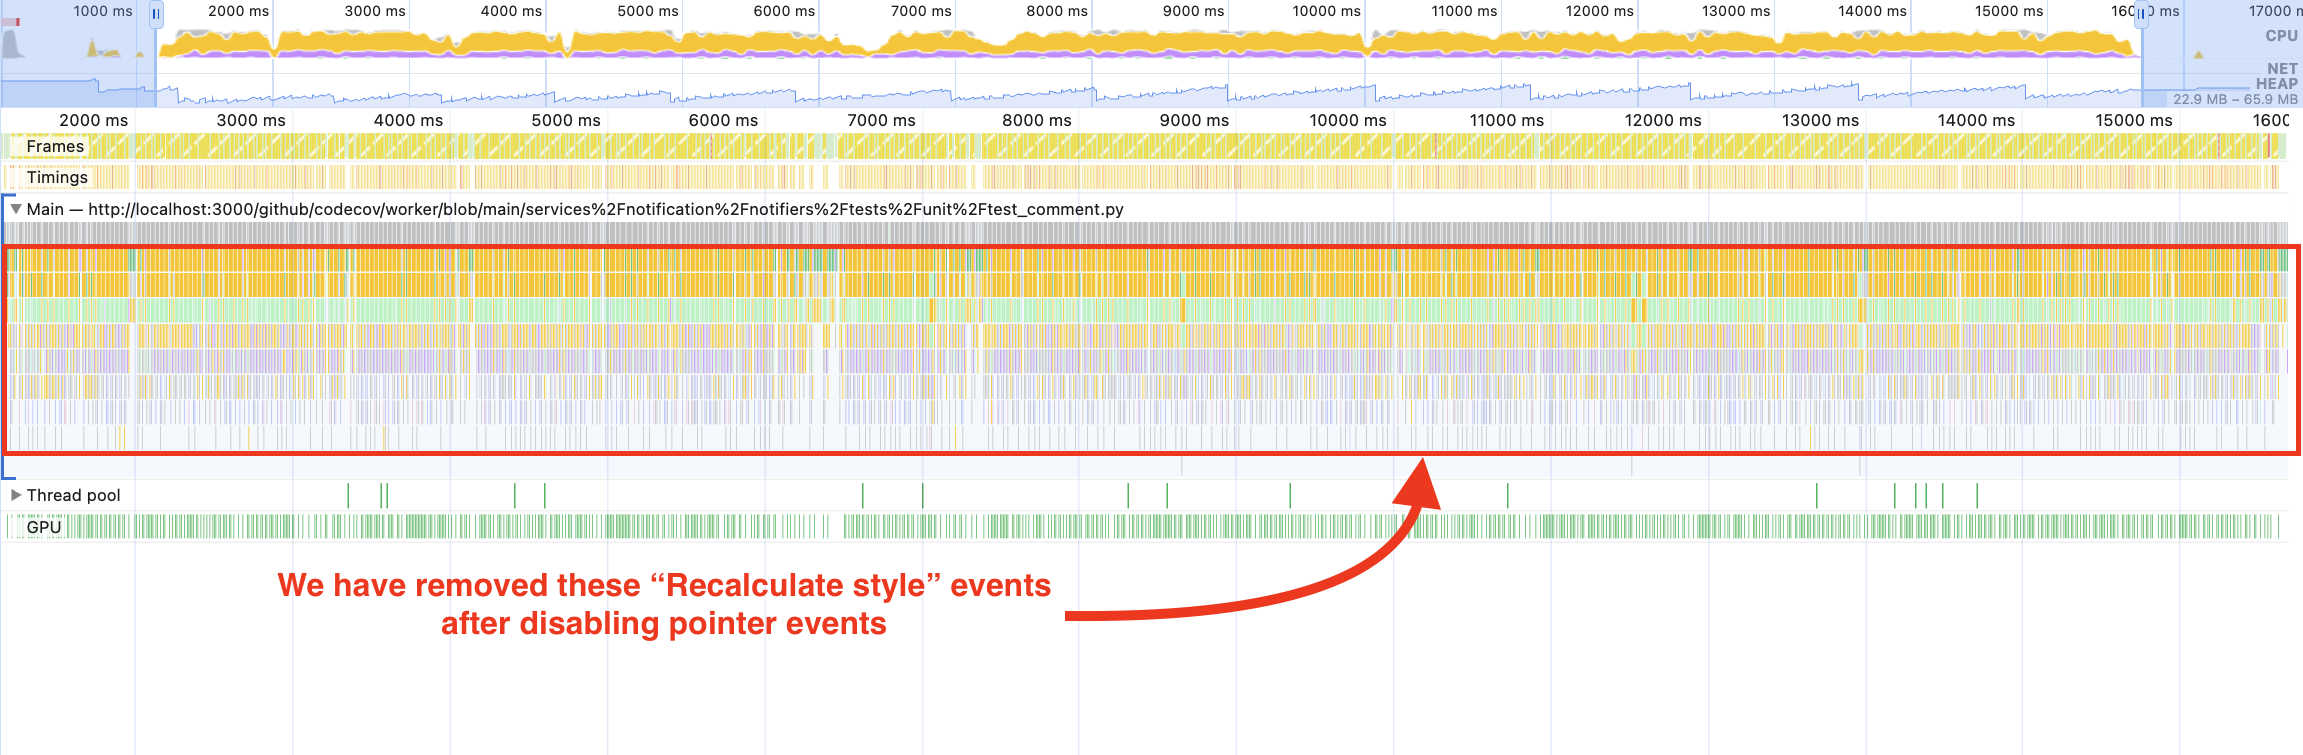 1000 ms 2000 ms 3000 ms 4000 ms 5000 ms 6000 ms 7000 ms 8000 ms 9000 ms 10000 ms 11000 ms 12000 ms 13000 ms 14000 ms 15000 ms 16000 ms 17000 m
CPU
NET
HEAP
22.9 MB – 65.9 MB
2000 ms 3000 ms 4000 ms 5000 ms 6000 ms 7000 ms 8000 ms 9000 ms 10000 ms 11000 ms 12000 ms 13000 ms 14000 ms 15000 ms 1600
Frames
Timings
Main — http://localhost:3000/github/codecov/worker/blob/main/services%2Fnotification%2Fnotifiers%2Ftests%2Funit%2Ftest_comment.py
Thread pool
GPU
We have removed these “Recalculate style” events
after disabling pointer events